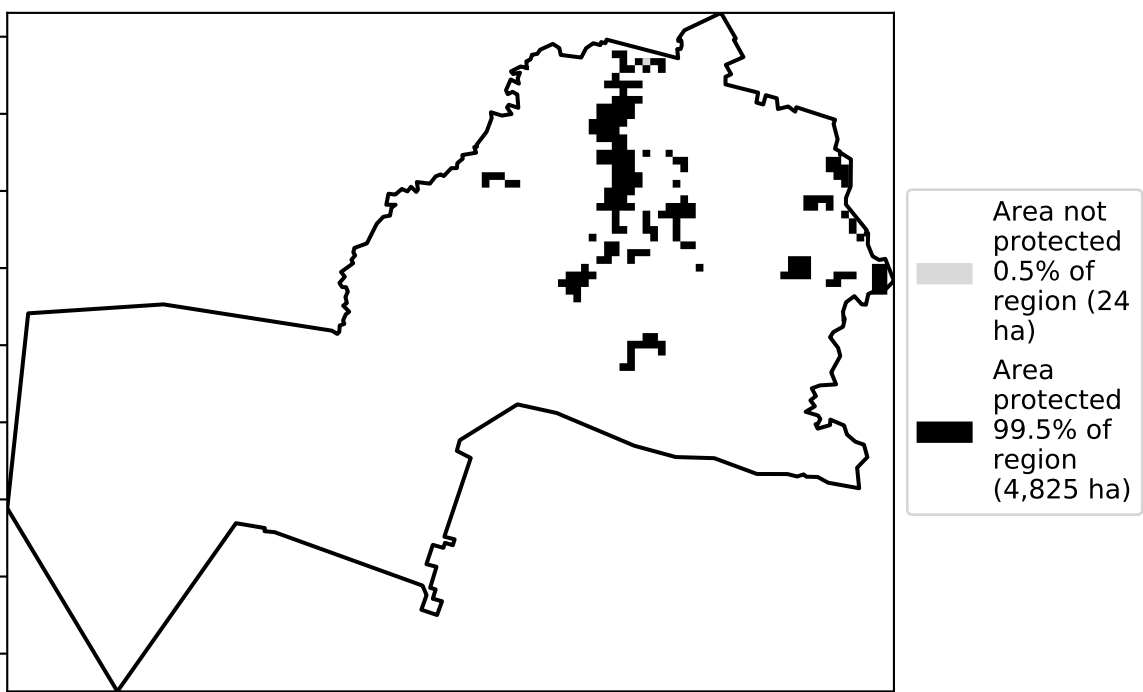 Area not
protected
0.5% of
region (24
ha)
Area
protected
99.5% of
region
(4,825 ha)